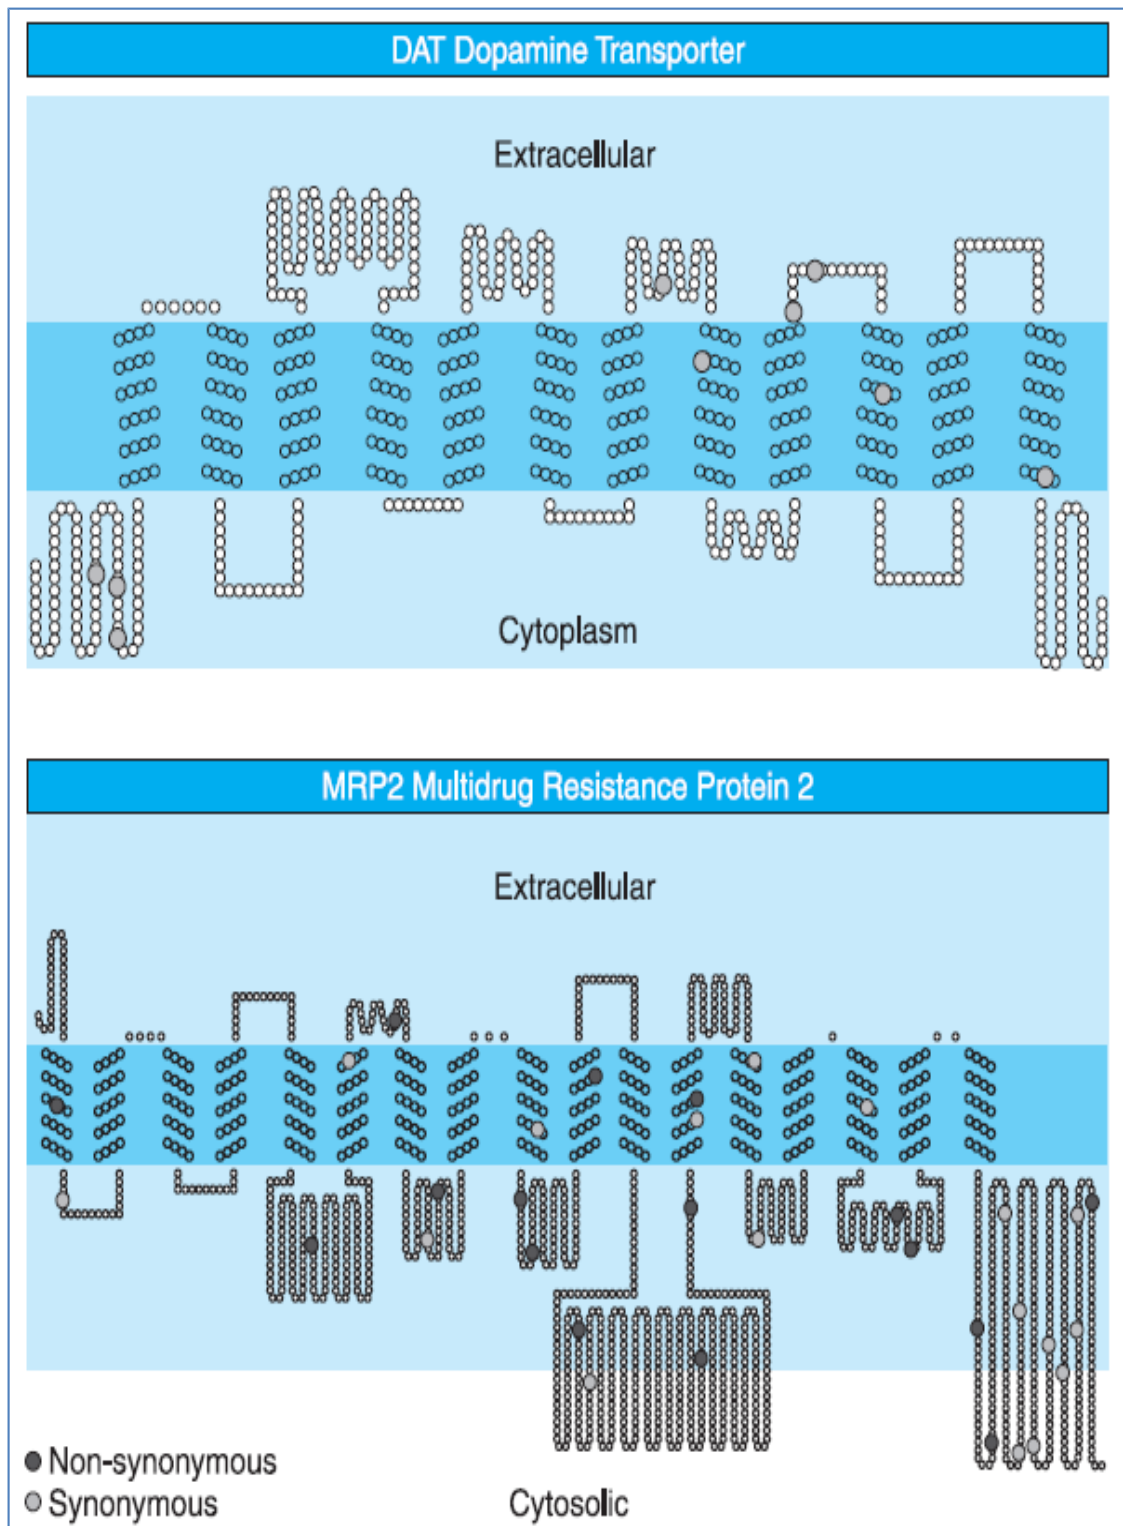 DAT Dopamine Transporter
Extracellular
Cytoplasm
MRP2 Multidrug Resistance Protein 2
Extracellular
Non-synonymous
Synonymous
Cytosolic